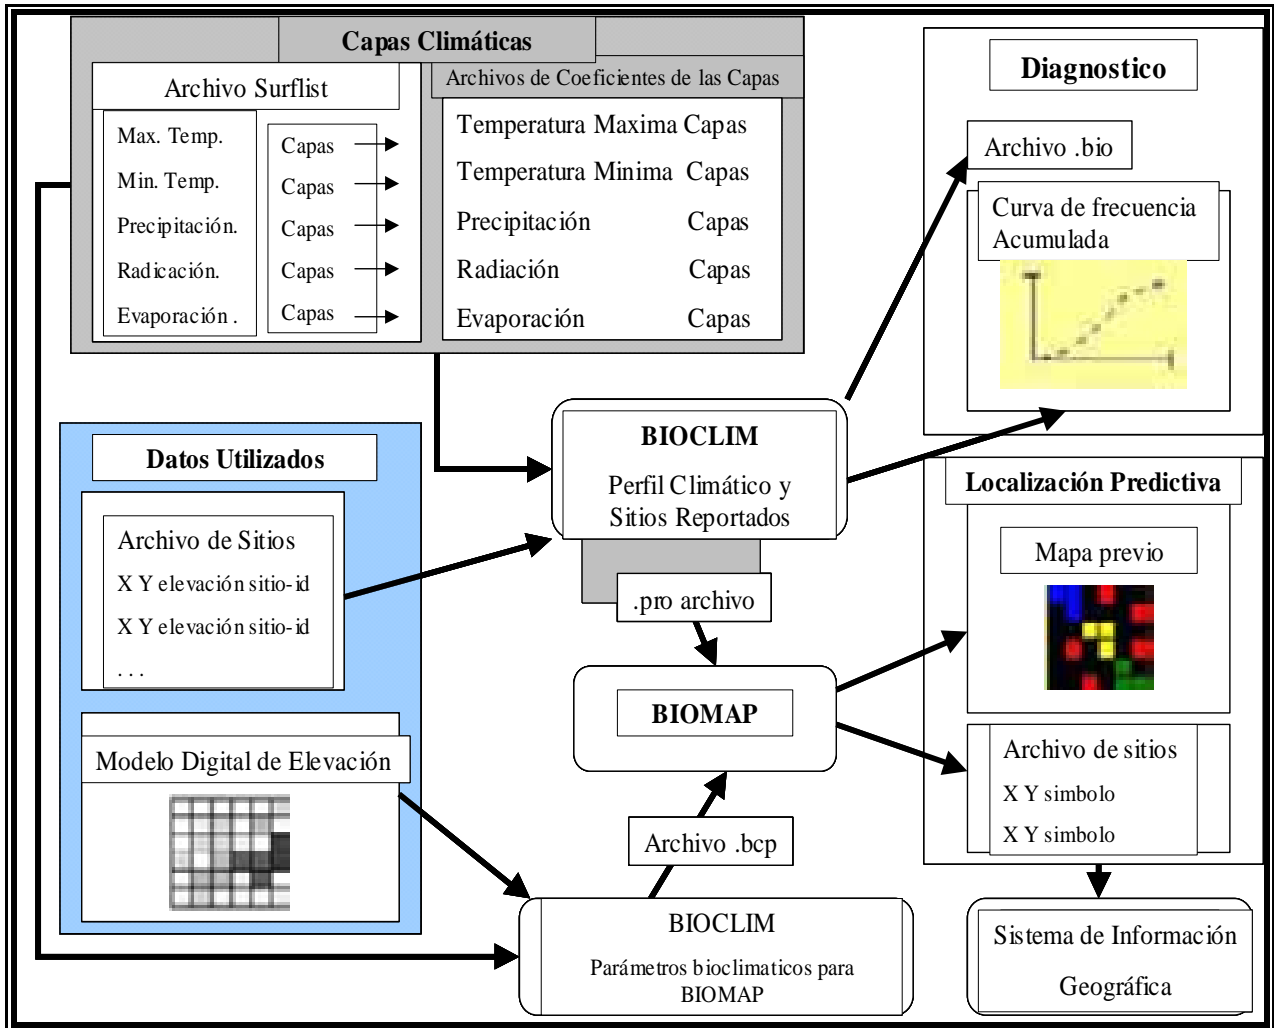 Capas Climáticas
Archivo Surflist
Max. Temp.
Min. Temp.
Precipitación.
Radicación.
Evaporación .
Capas
Capas
Capas
Capas
Capas
Archivos de Coeficientes de las Capas
Temperatura Maxima Capas
Temperatura Minima Capas
Precipitación Capas
Radiación Capas
Evaporación Capas
Diagnostico
Archivo .bio
Curva de frecuencia
Acumulada
Datos Utilizados
Archivo de Sitios
X Y elevación sitio-id
X Y elevación sitio-id
. . .
Modelo Digital de Elevación
BIOCLIM
Perfil Climático y
Sitios Reportados
.pro archivo
BIOMAP
Archivo .bcp
BIOCLIM
Parámetros bioclimaticos para
BIOMAP
Localización Predictiva
Mapa previo
Archivo de sitios
X Y simbolo
X Y simbolo
Sistema de Información
Geográfica